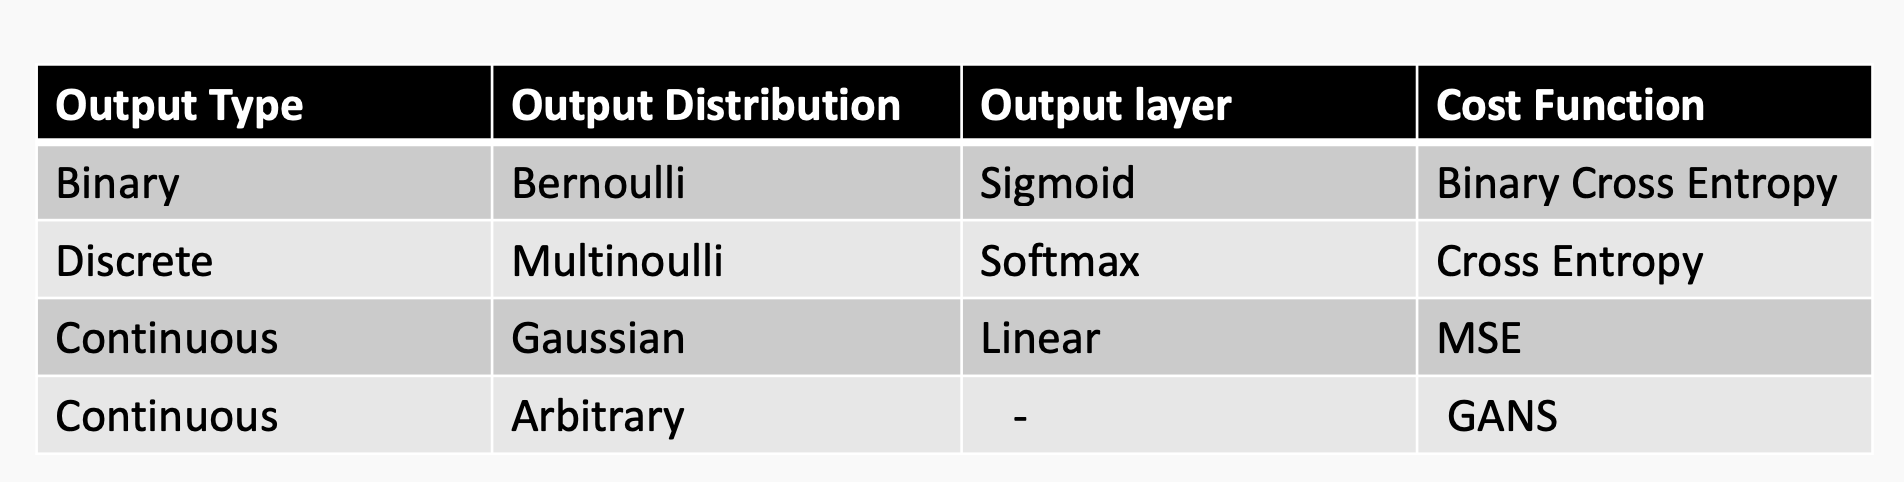 Output Type Output Distribution Output layer Cost Function
Binary Bernoulli Sigmoid Binary Cross Entropy
Discrete Multinoulli Softmax Cross Entropy
Continuous Gaussian Linear MSE
Continuous Arbitrary - GANS